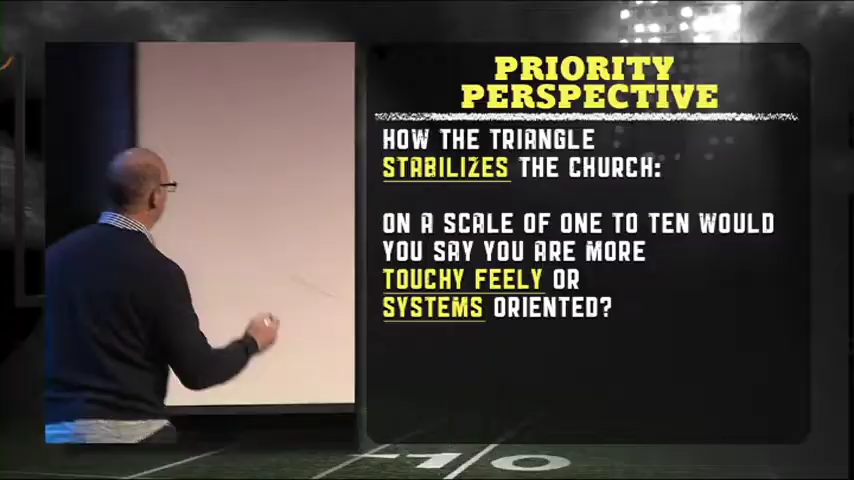 PRIORITY
PERSPECTIVE
HOW THE TRIANGLE
STABILIZES THE CHURCH:
ON A SCALE OF ONE TO TEN WOULD
YOU SAY YOU ARE MORE
TOUCHY FEELY OR
SYSTEMS ORIENTED?
-10